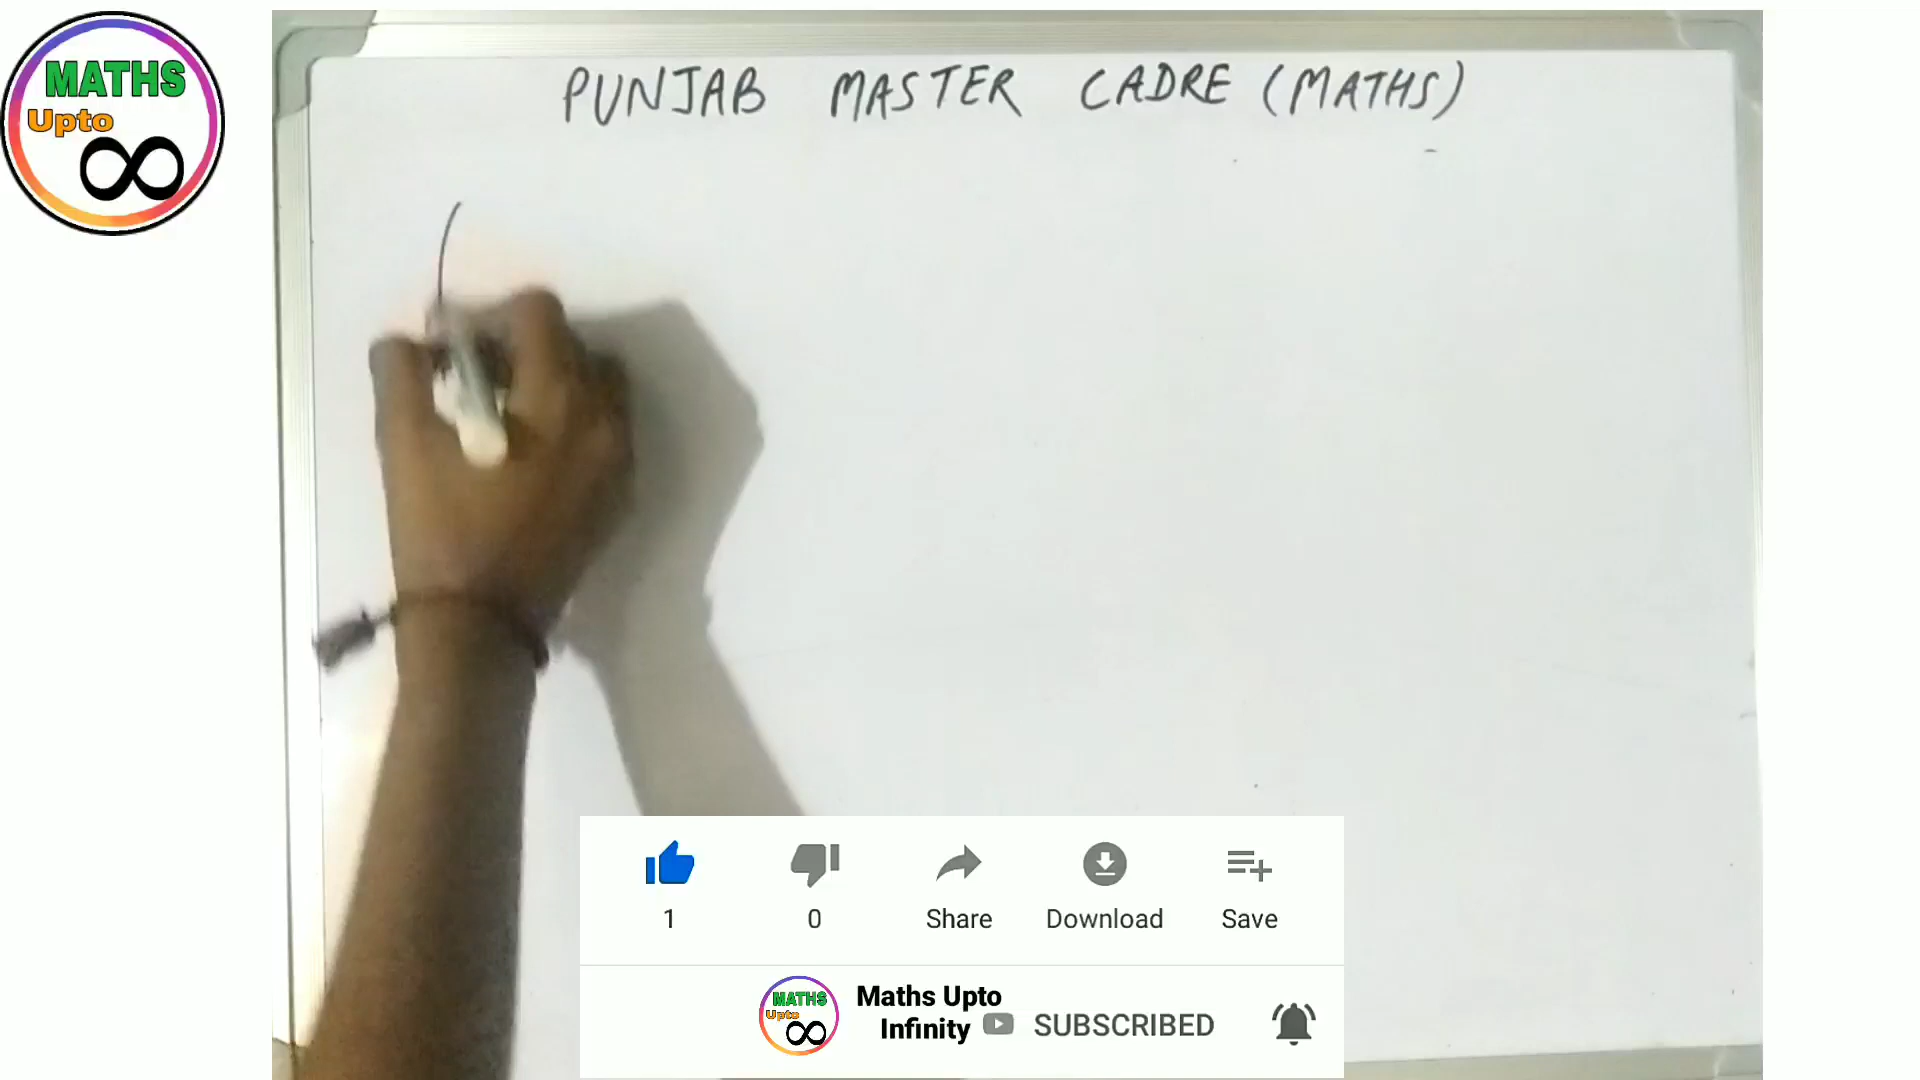 MATHS
Upto
∞
PUNJAB MASTER CADRE (MATHS)
1 0 Share Download Save
MATHS
Upto
∞
Maths Upto
Infinity
SUBSCRIBED